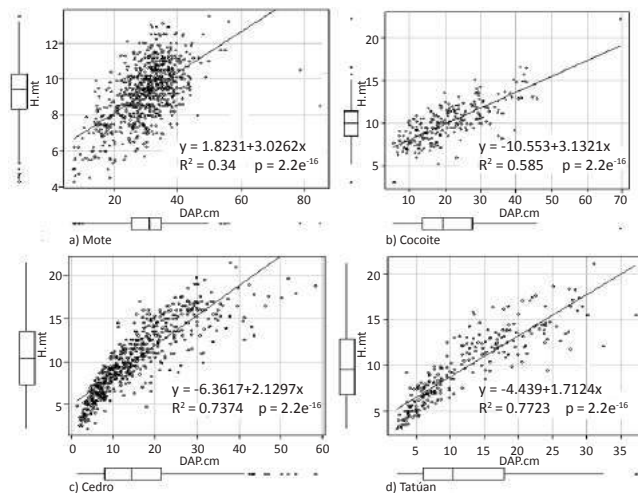 H.mt
12
10
8
6
4
20
40
60
80
DAP.cm
y = 1.8231+3.0262x
R² = 0.34 p = 2.2e⁻¹⁶
a) Mote
H.mt
20
15
10
5
10
20
30
40
50
60
70
DAP.cm
y = -10.553+3.1321x
R² = 0.585 p = 2.2e⁻¹⁶
b) Cocoite
H.mt
20
15
10
5
0
10
20
30
40
50
60
DAP.cm
y = -6.3617+2.1297x
R² = 0.7374 p = 2.2e⁻¹⁶
c) Cedro
H.mt
20
15
10
5
5
10
15
20
25
30
35
DAP.cm
y = -4.439+1.7124x
R² = 0.7723 p = 2.2e⁻¹⁶
d) Tatúan